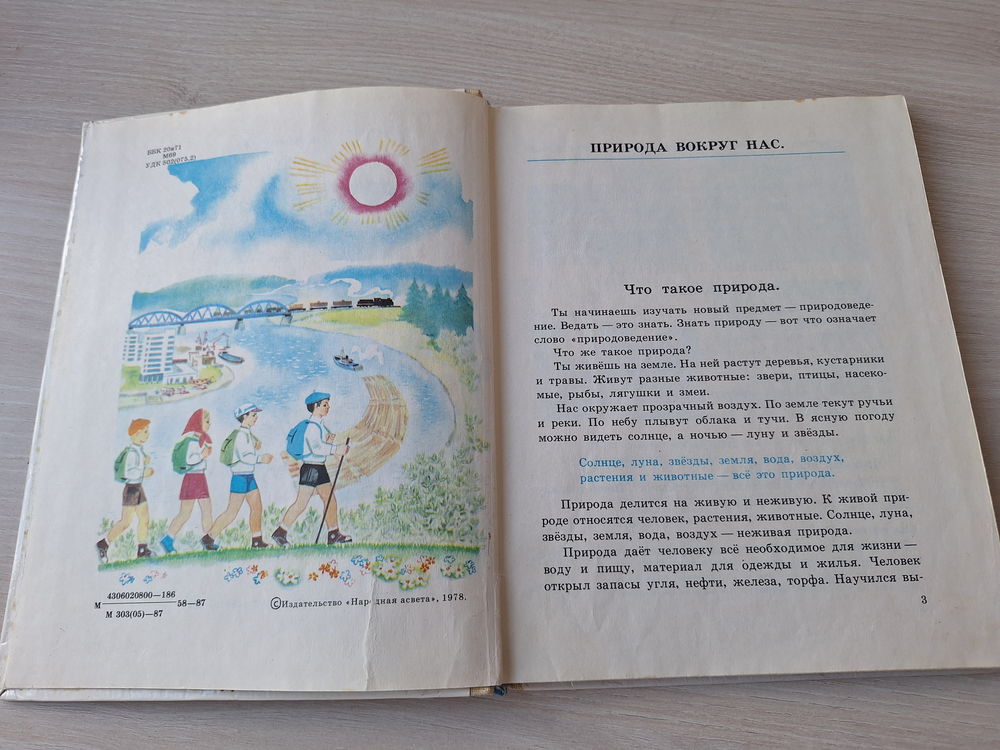 ББК 20я71
М69
УДК 502(075.2)
4306020800—186
М 58—87
М 303(05)—87
©Издательство «Народная асвета», 1978.
ПРИРОДА ВОКРУГ НАС.
Что такое природа.
Ты начинаешь изучать новый предмет — природоведе-
ние. Ведать — это знать. Знать природу — вот что означает
слово «природоведение».
Что же такое природа?
Ты живёшь на земле. На ней растут деревья, кустарники
и травы. Живут разные животные: звери, птицы, насеко-
мые, рыбы, лягушки и змеи.
Нас окружает прозрачный воздух. По земле текут ручьи
и реки. По небу плывут облака и тучи. В ясную погоду
можно видеть солнце, а ночью — луну и звёзды.
Солнце, луна, звёзды, земля, вода, воздух,
растения и животные — всё это природа.
Природа делится на живую и неживую. К живой при-
роде относятся человек, растения, животные. Солнце, луна,
звёзды, земля, вода, воздух — неживая природа.
Природа даёт человеку всё необходимое для жизни —
воду и пищу, материал для одежды и жилья. Человек
открыл запасы угля, нефти, железа, торфа. Научился вы-
3